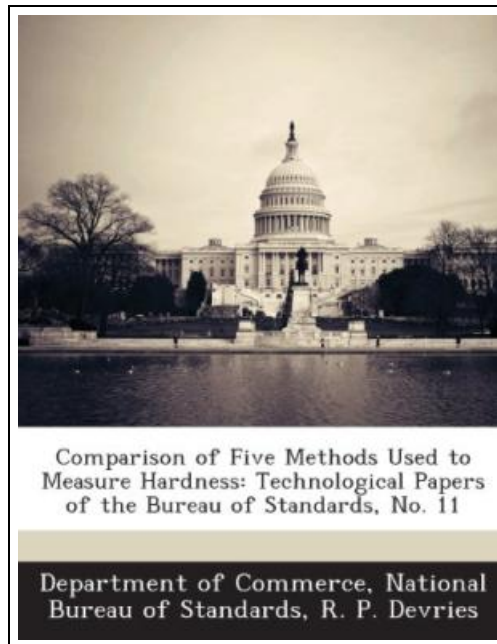 Comparison of Five Methods Used to
Measure Hardness: Technological Papers
of the Bureau of Standards, No. 11
Department of Commerce, National
Bureau of Standards, R. P. Devries